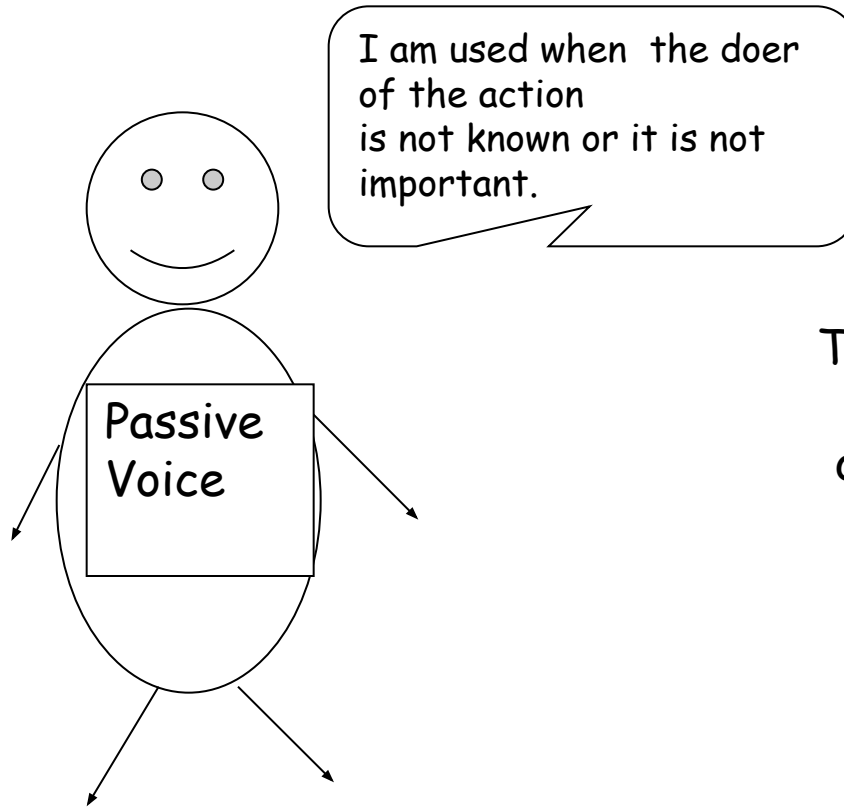 I am used when  the doer
of the action
is not known or it is not
important.
Passive
Voice